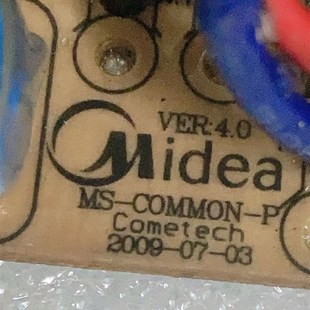 VER:4.0
Midea
MS-COMMON-P
Cometech
2009-07-03